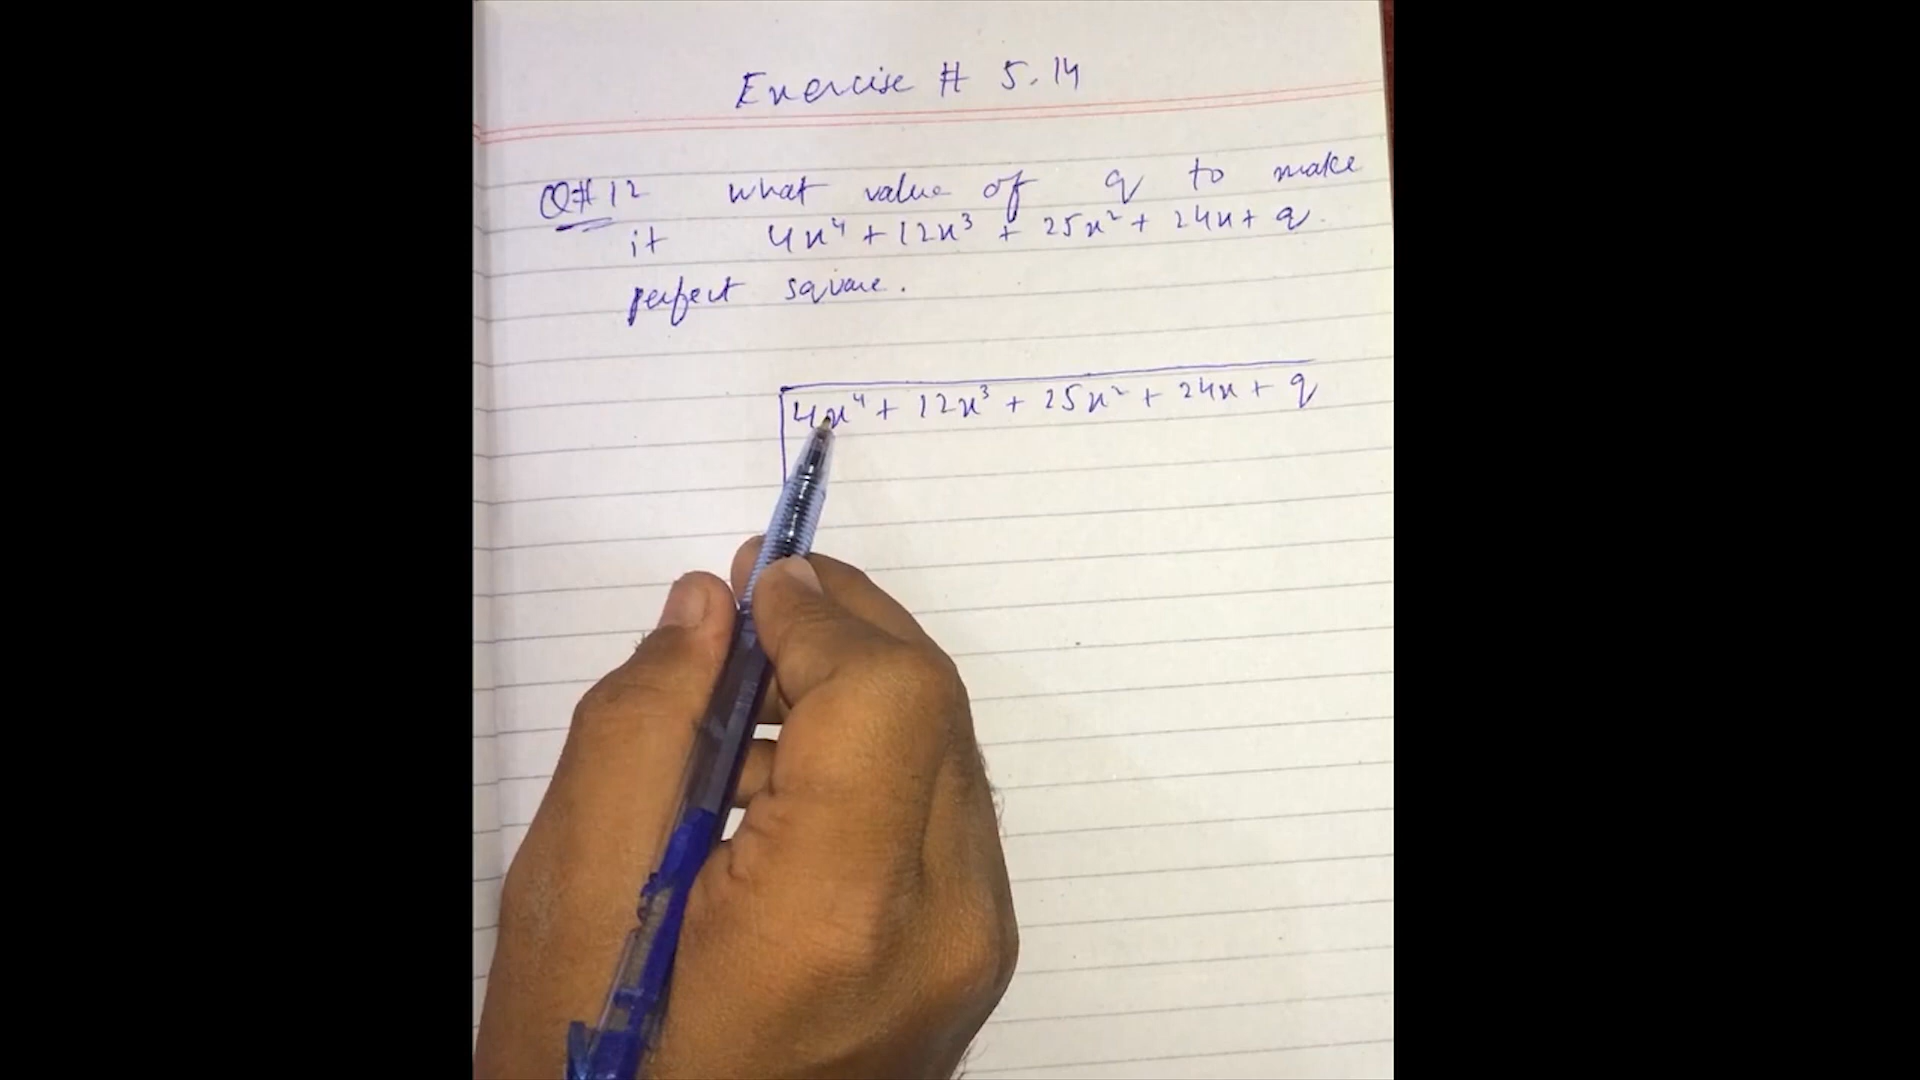 Exercise # 5.14
Q#12 what value of q to make
it 4x⁴ + 12x³ + 25x² + 24x + q.
perfect square.
4x⁴ + 12x³ + 25x² + 24x + q